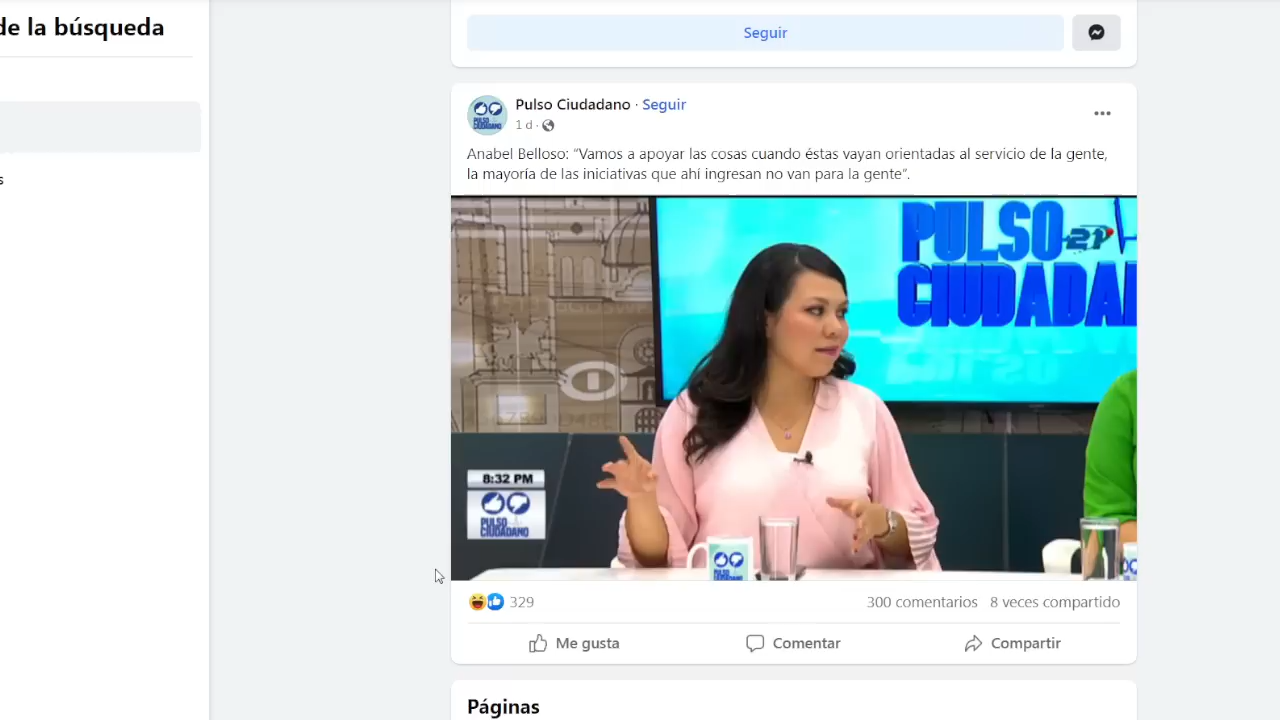 de la búsqueda
Seguir
Pulso Ciudadano · Seguir
1 d ·
Anabel Belloso: “Vamos a apoyar las cosas cuando éstas vayan orientadas al servicio de la gente,
la mayoría de las iniciativas que ahí ingresan no van para la gente”.
PULSO
21
CIUDADA
8:32 PM
PULSO
CIUDADANO
329
300 comentarios
8 veces compartido
Me gusta
Comentar
Compartir
Páginas